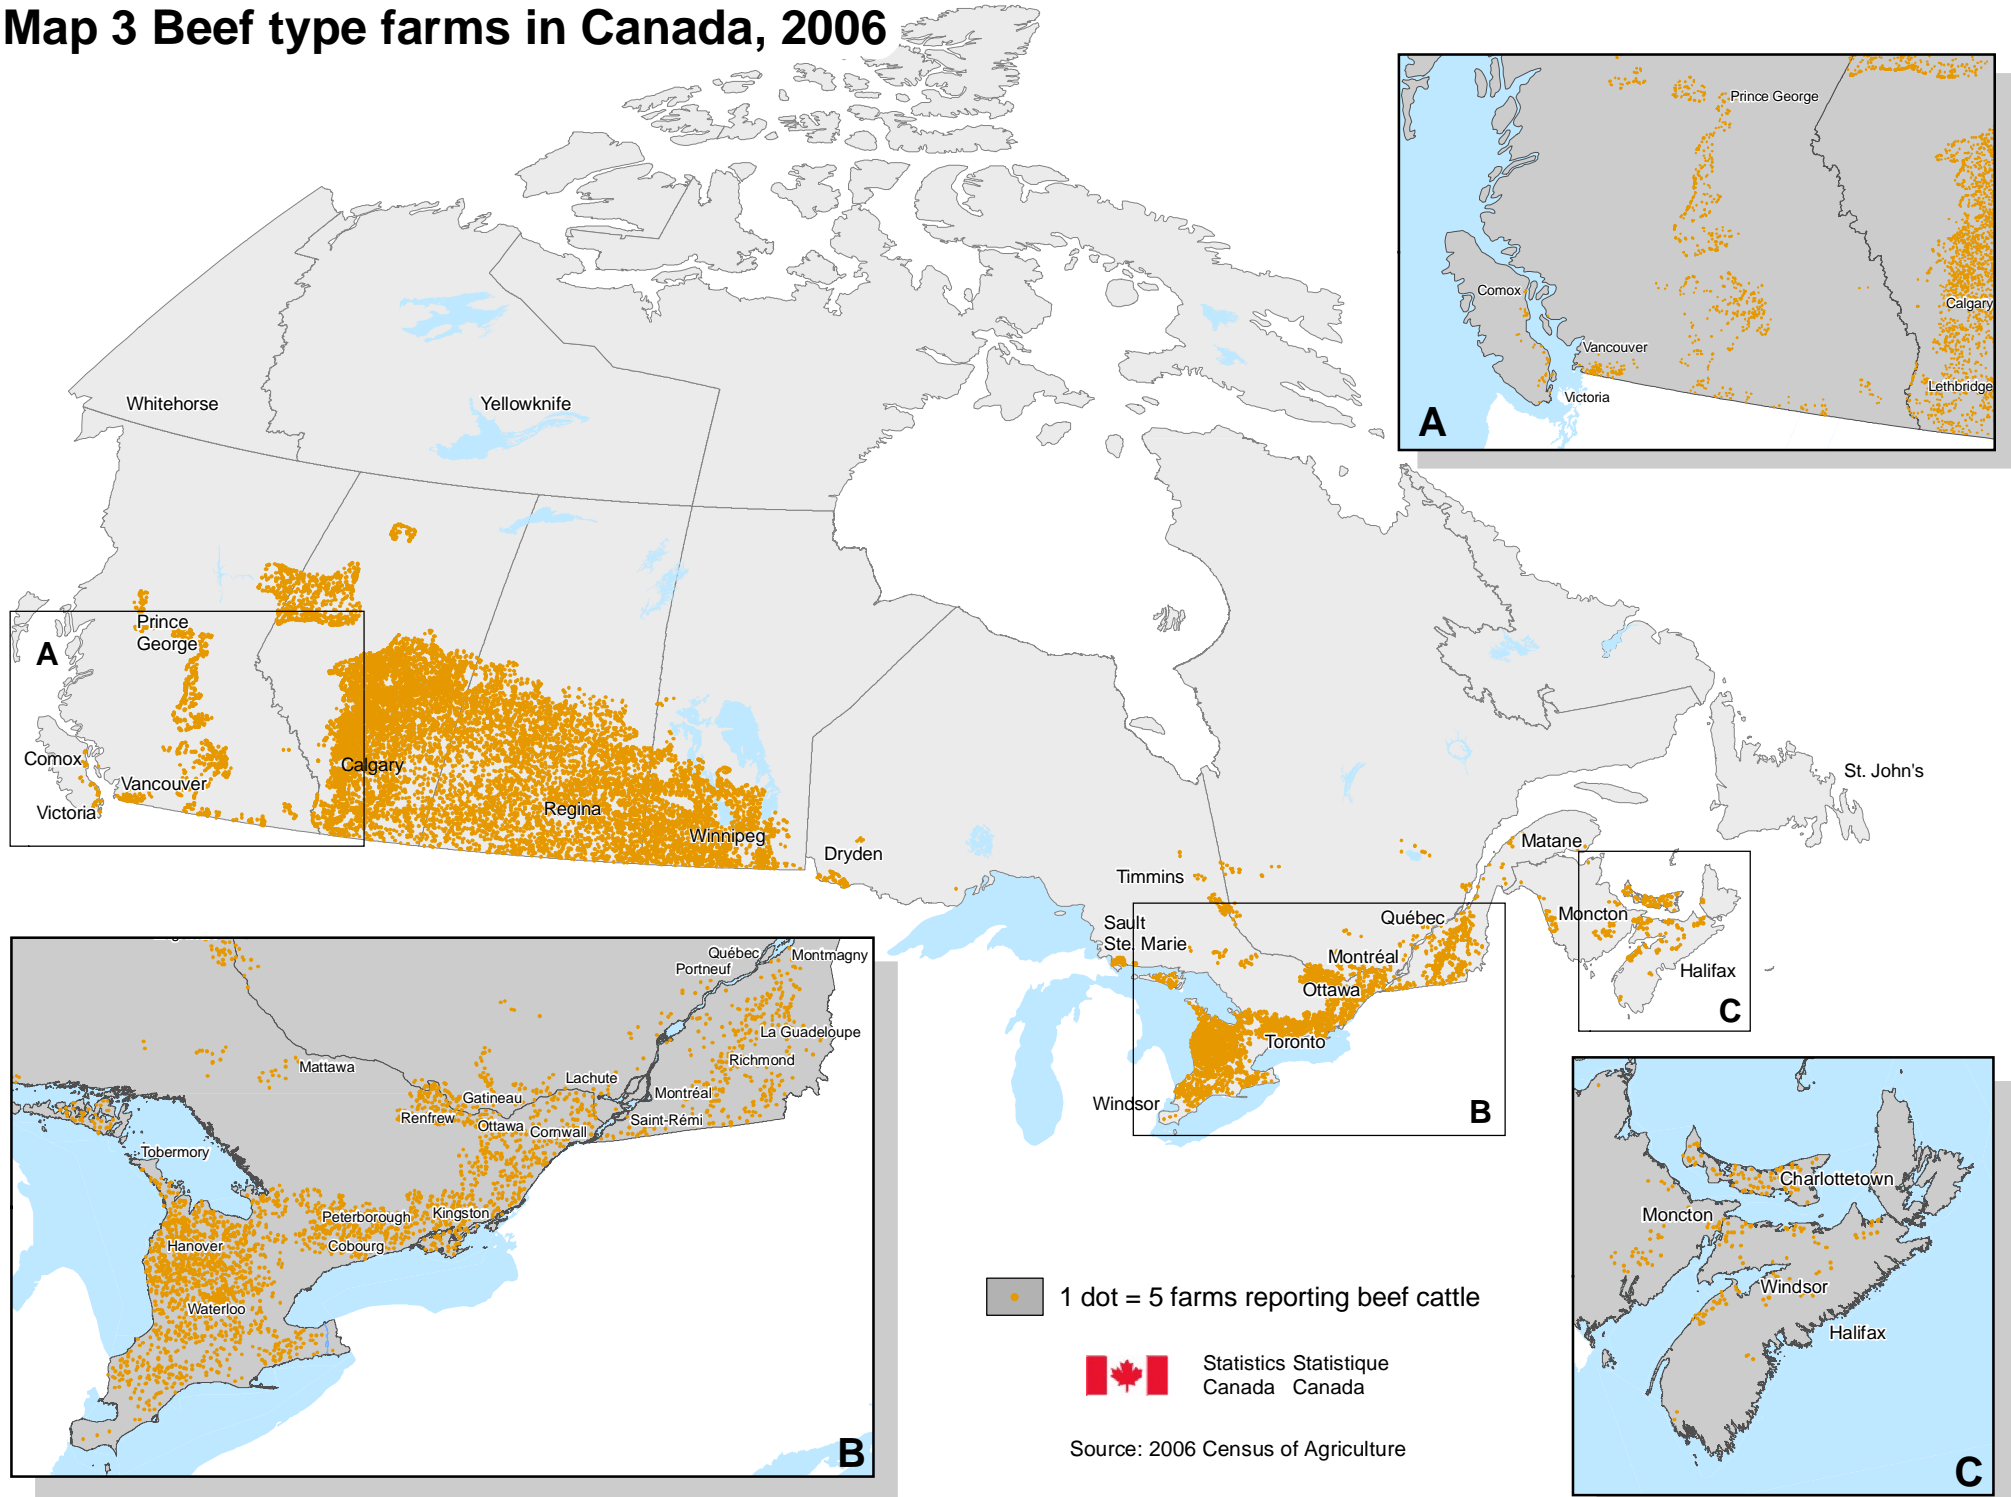 Map 3 Beef type farms in Canada, 2006
Prince George
Comox
Calgary
Vancouver
Lethbridge
Victoria
A
Whitehorse
Yellowknife
Prince
George
A
Comox
Vancouver
Victoria
Calgary
Regina
Winnipeg
Dryden
Timmins
Sault
Ste. Marie
Québec
Montréal
Ottawa
Toronto
Windsor
B
Matane
St. John's
Moncton
Halifax
C
Québec
Montmagny
Portneuf
La Guadeloupe
Richmond
Mattawa
Lachute
Gatineau
Montréal
Renfrew
Ottawa
Cornwall
Saint-Rémi
Tobermory
Peterborough
Kingston
Hanover
Cobourg
Waterloo
B
Charlottetown
Moncton
Windsor
Halifax
C
1 dot = 5 farms reporting beef cattle
Statistics Statistique
Canada Canada
Source: 2006 Census of Agriculture